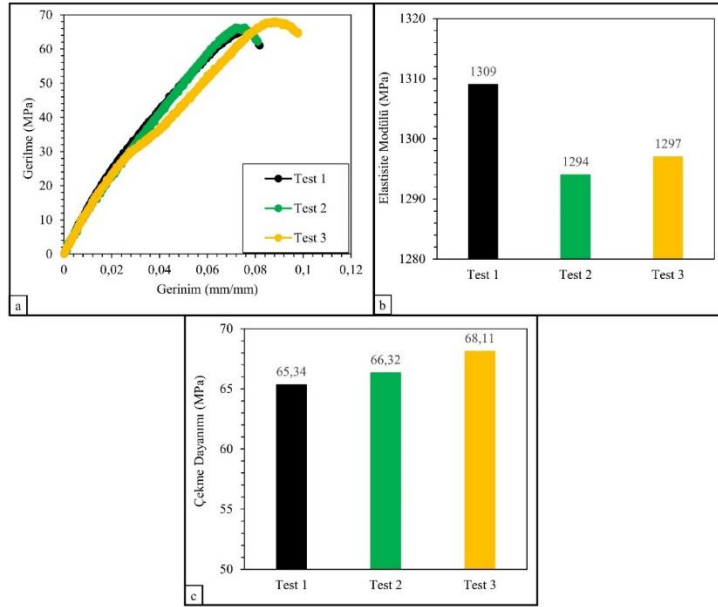 70
60
50
40
30
20
10
0
Gerilme (MPa)
Test 1
Test 2
Test 3
0
0,02
0,04
0,06
0,08
0,1
0,12
Gerinim (mm/mm)
a
1320
1310
1300
1290
1280
Elastisite Modülü (MPa)
1309
1294
1297
Test 1
Test 2
Test 3
b
70
65
60
55
50
Çekme Dayanımı (MPa)
65,34
66,32
68,11
Test 1
Test 2
Test 3
c